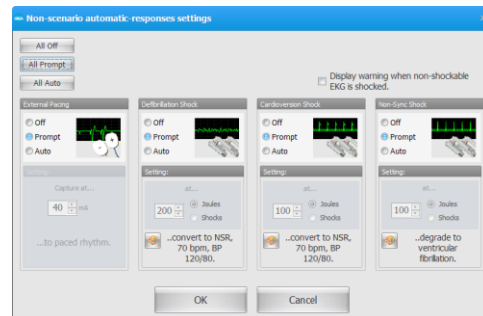 Non-scenario automatic-responses settings
All Off
All Prompt
All Auto
Display warning when non-shockable
EKG is shocked.
External Pacing
Off
Prompt
Auto
Setting:
Capture at...
40 mA
...to paced rhythm.
Defibrillation Shock
Off
Prompt
Auto
Setting:
at...
200
Joules
Shocks
...convert to NSR,
70 bpm, BP
120/80.
Cardioversion Shock
Off
Prompt
Auto
Setting:
at...
100
Joules
Shocks
...convert to NSR,
70 bpm, BP
120/80.
Non-Sync Shock
Off
Prompt
Auto
Setting:
at...
100
Joules
Shocks
..degrade to
ventricular
fibrillation.
OK
Cancel